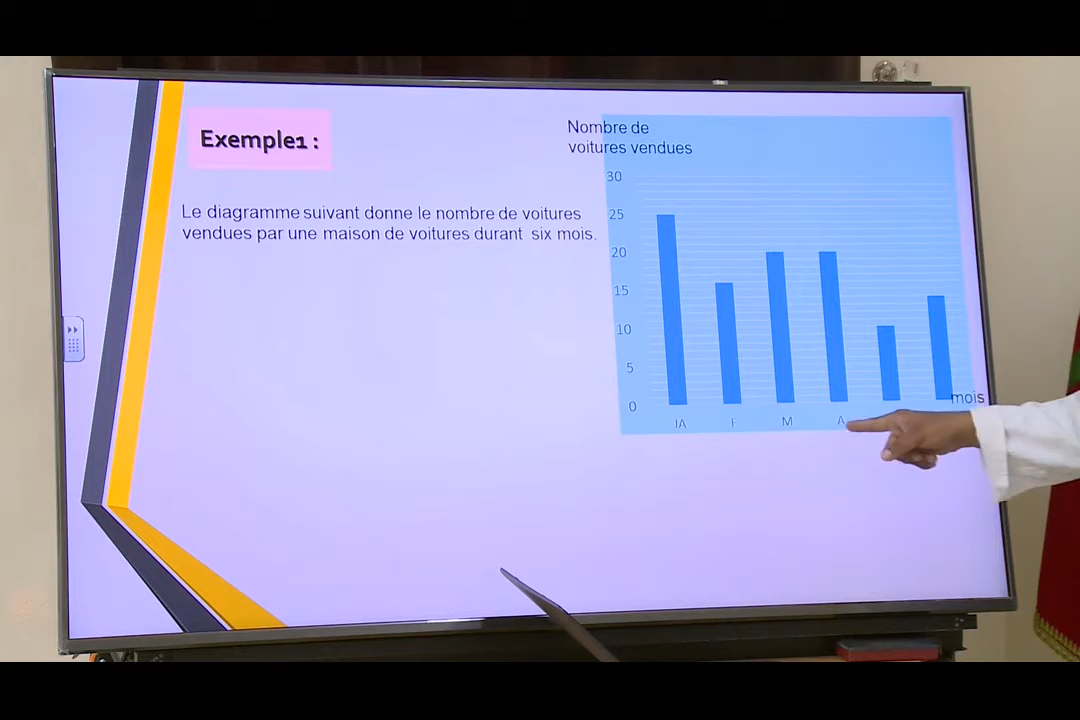 Exemple1 :
Le diagramme suivant donne le nombre de voitures
vendues par une maison de voitures durant six mois.
Nombre de
voitures vendues
30
25
20
15
10
5
0
JA F M A
mois